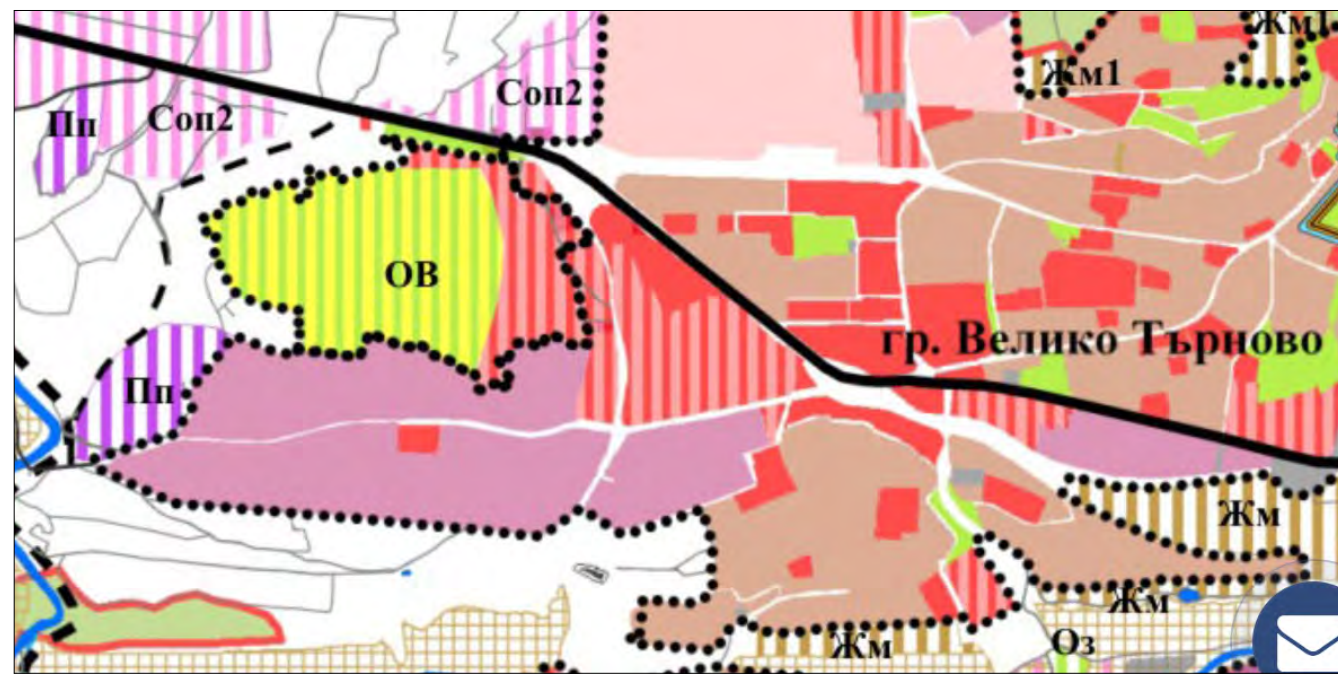 Жм1
Жм1
Соп2
Соп2
Пп
ОВ
гр. Велико Търново
Пп
Жм
Жм
Жм
Оз